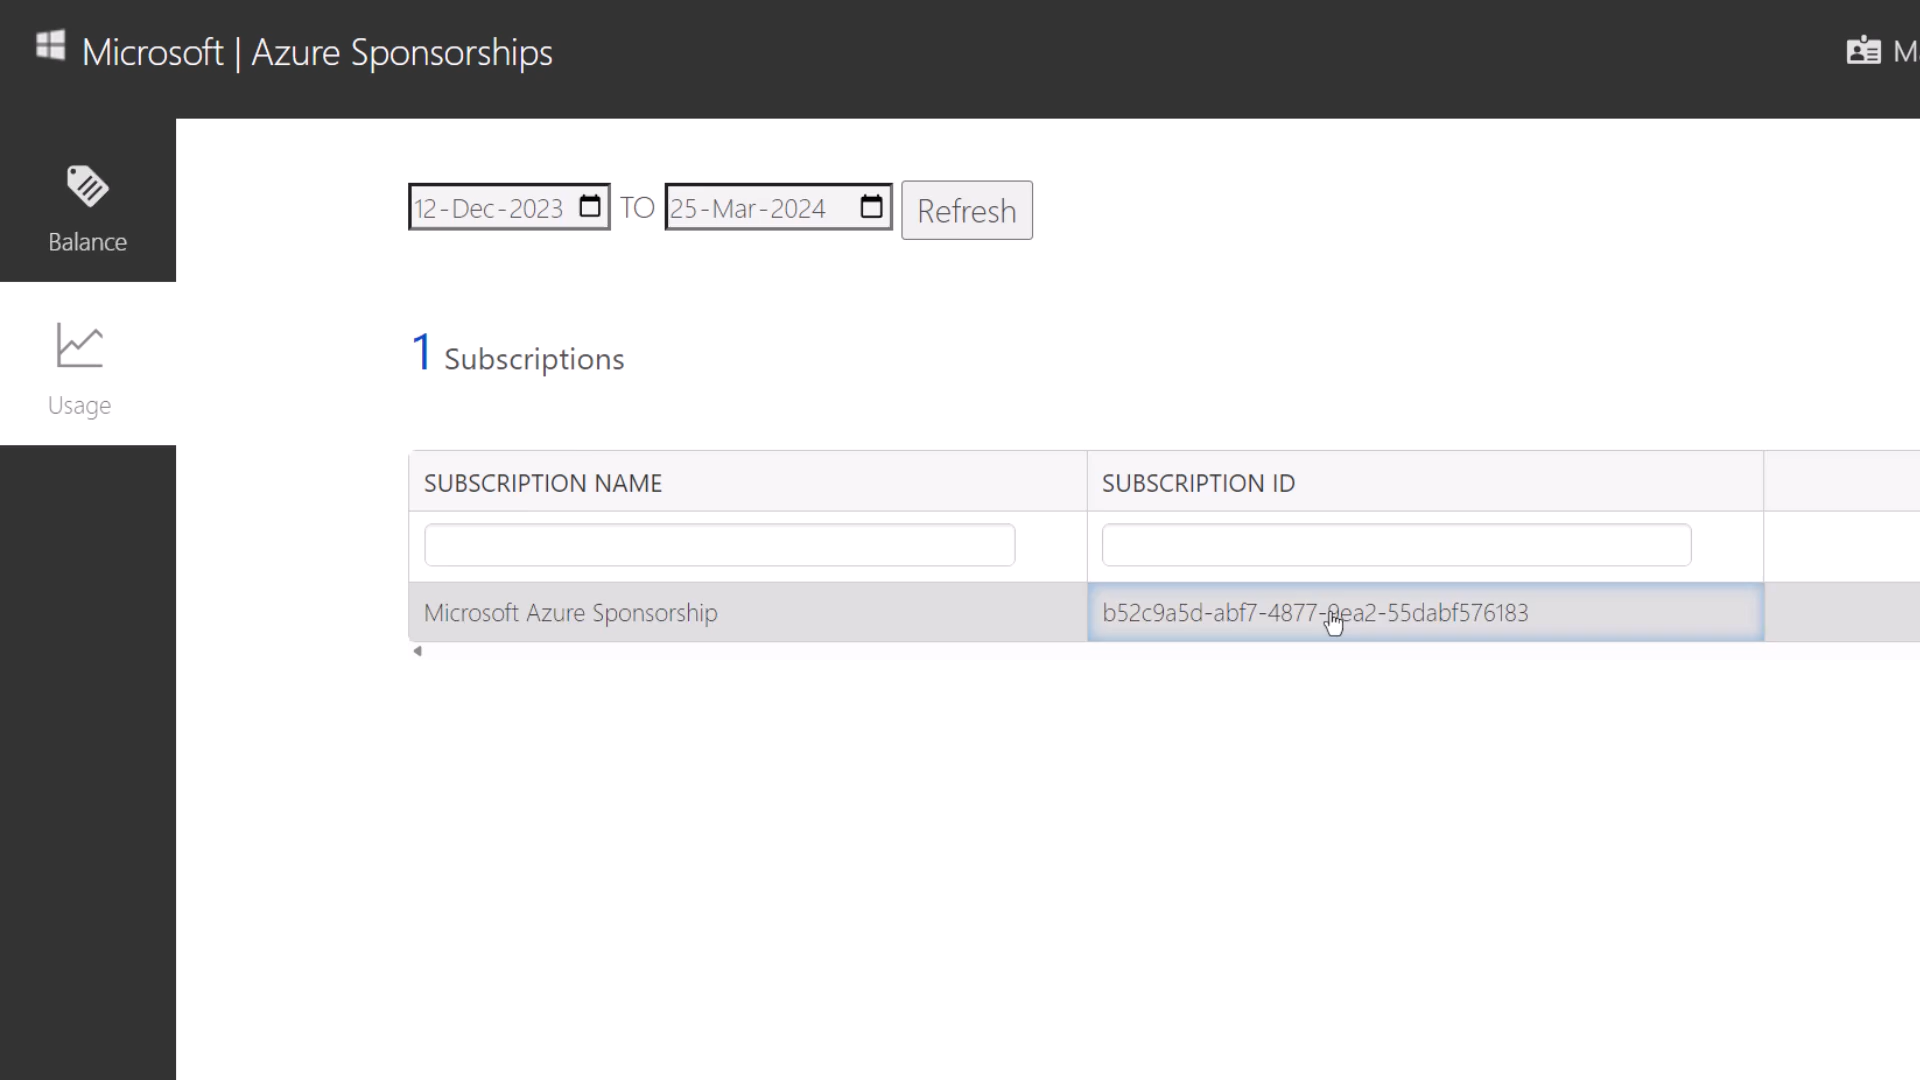 Microsoft | Azure Sponsorships
Balance
Usage
12-Dec-2023 TO 25-Mar-2024 Refresh
1 Subscriptions
SUBSCRIPTION NAME SUBSCRIPTION ID
Microsoft Azure Sponsorship b52c9a5d-abf7-4877-9ea2-55dabf576183